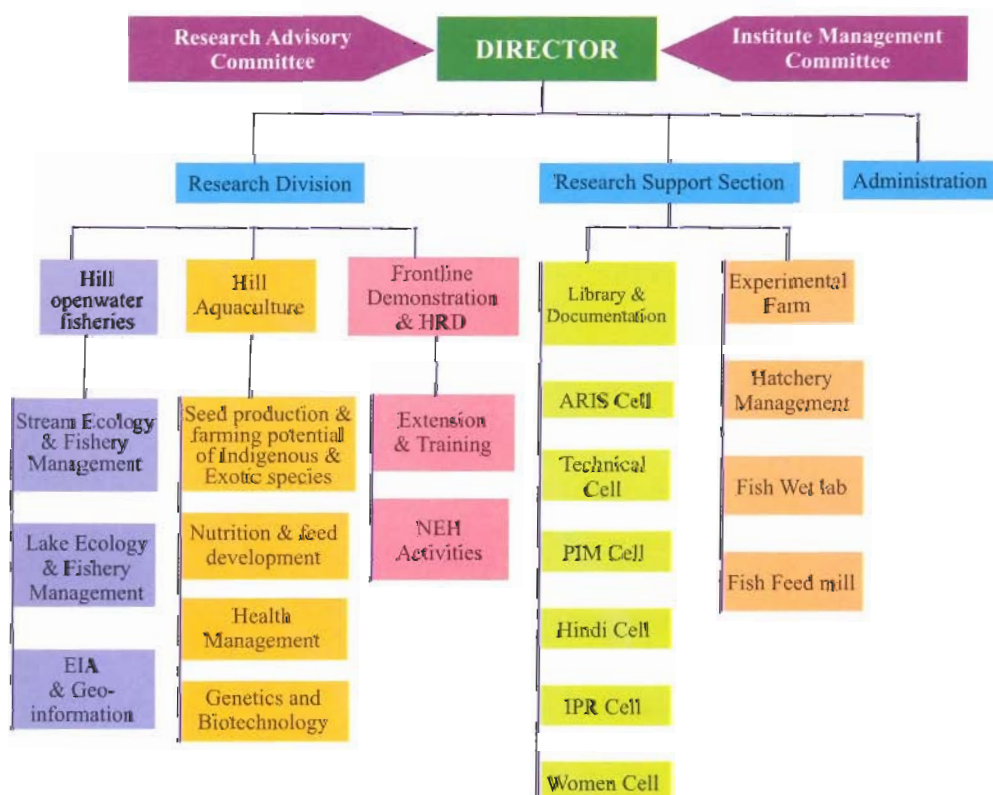 Research Advisory
Committee
DIRECTOR
Institute Management
Committee
Research Division
Research Support Section
Administration
Hill
openwater
fisheries
Hill
Aquaculture
Frontline
Demonstration
& HRD
Library &
Documentation
Experimental
Farm
Stream Ecology
& Fishery
Management
Lake Ecology
& Fishery
Management
EIA
& Geo-
information
Seed production &
farming potential
of Indigenous &
Exotic species
Nutrition & feed
development
Health
Management
Genetics and
Biotechnology
Extension
& Training
NEH
Activities
ARIS Cell
Technical
Cell
PIM Cell
Hindi Cell
IPR Cell
Women Cell
Hatchery
Management
Fish Wet lab
Fish Feed mill